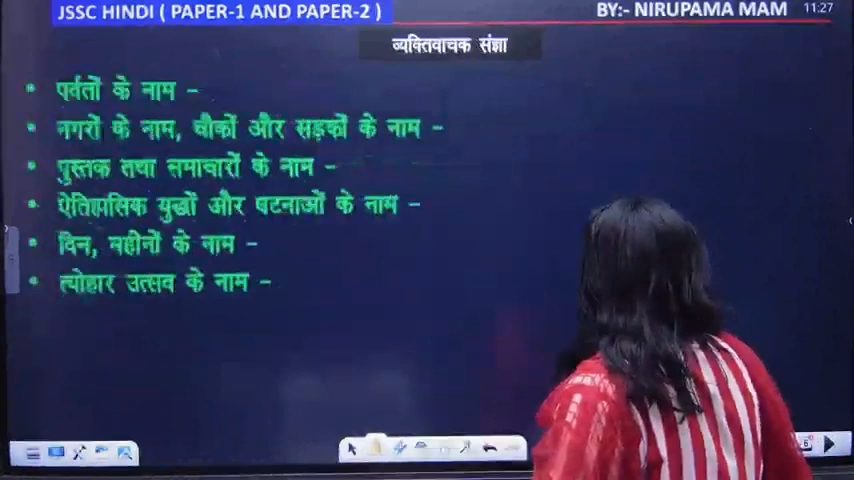 JSSC HINDI ( PAPER-1 AND PAPER-2 )
BY:- NIRUPAMA MAM
11:27
व्यक्तिवाचक संज्ञा
• पर्वतों के नाम –
• नगरों के नाम, चौकों और सड़कों के नाम –
• पुस्तक तथा समाचारों के नाम –
• ऐतिहासिक युद्धों और घटनाओं के नाम –
• दिन, महीनों के नाम –
• त्योहार उत्सव के नाम –